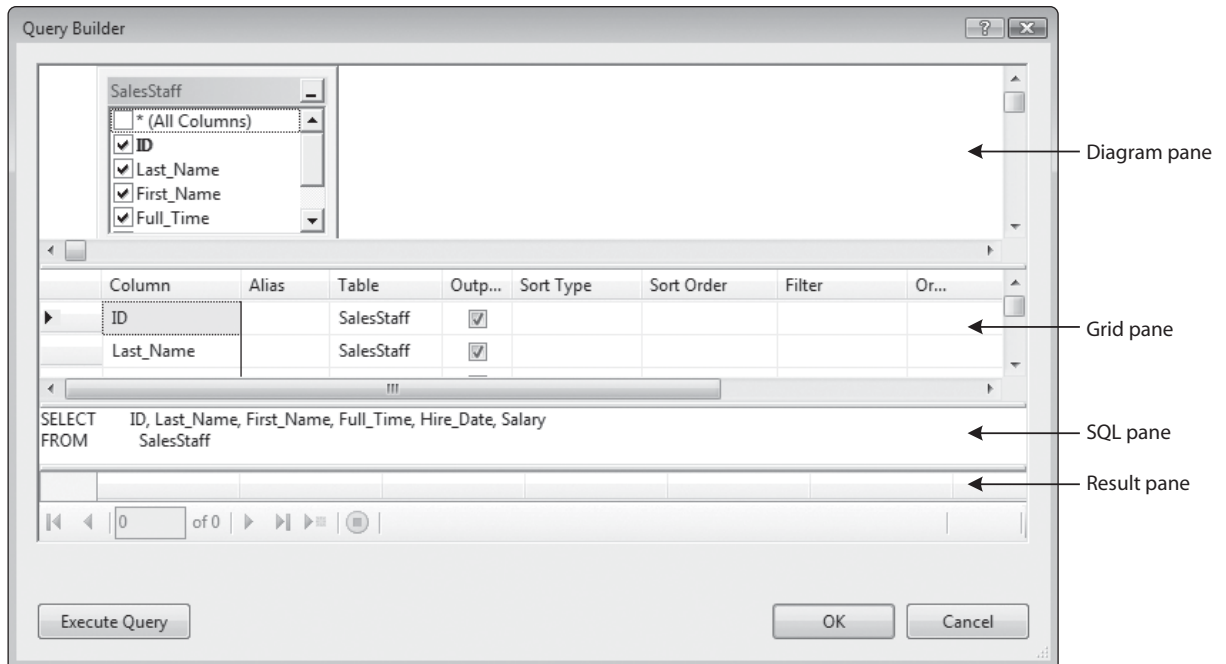 Query Builder
SalesStaff
* (All Columns)
ID
Last_Name
First_Name
Full_Time
Diagram pane
Column Alias Table Outp... Sort Type Sort Order Filter Or...
ID SalesStaff
Last_Name SalesStaff
Grid pane
SELECT ID, Last_Name, First_Name, Full_Time, Hire_Date, Salary
FROM SalesStaff
SQL pane
Result pane
0 of 0
Execute Query OK Cancel